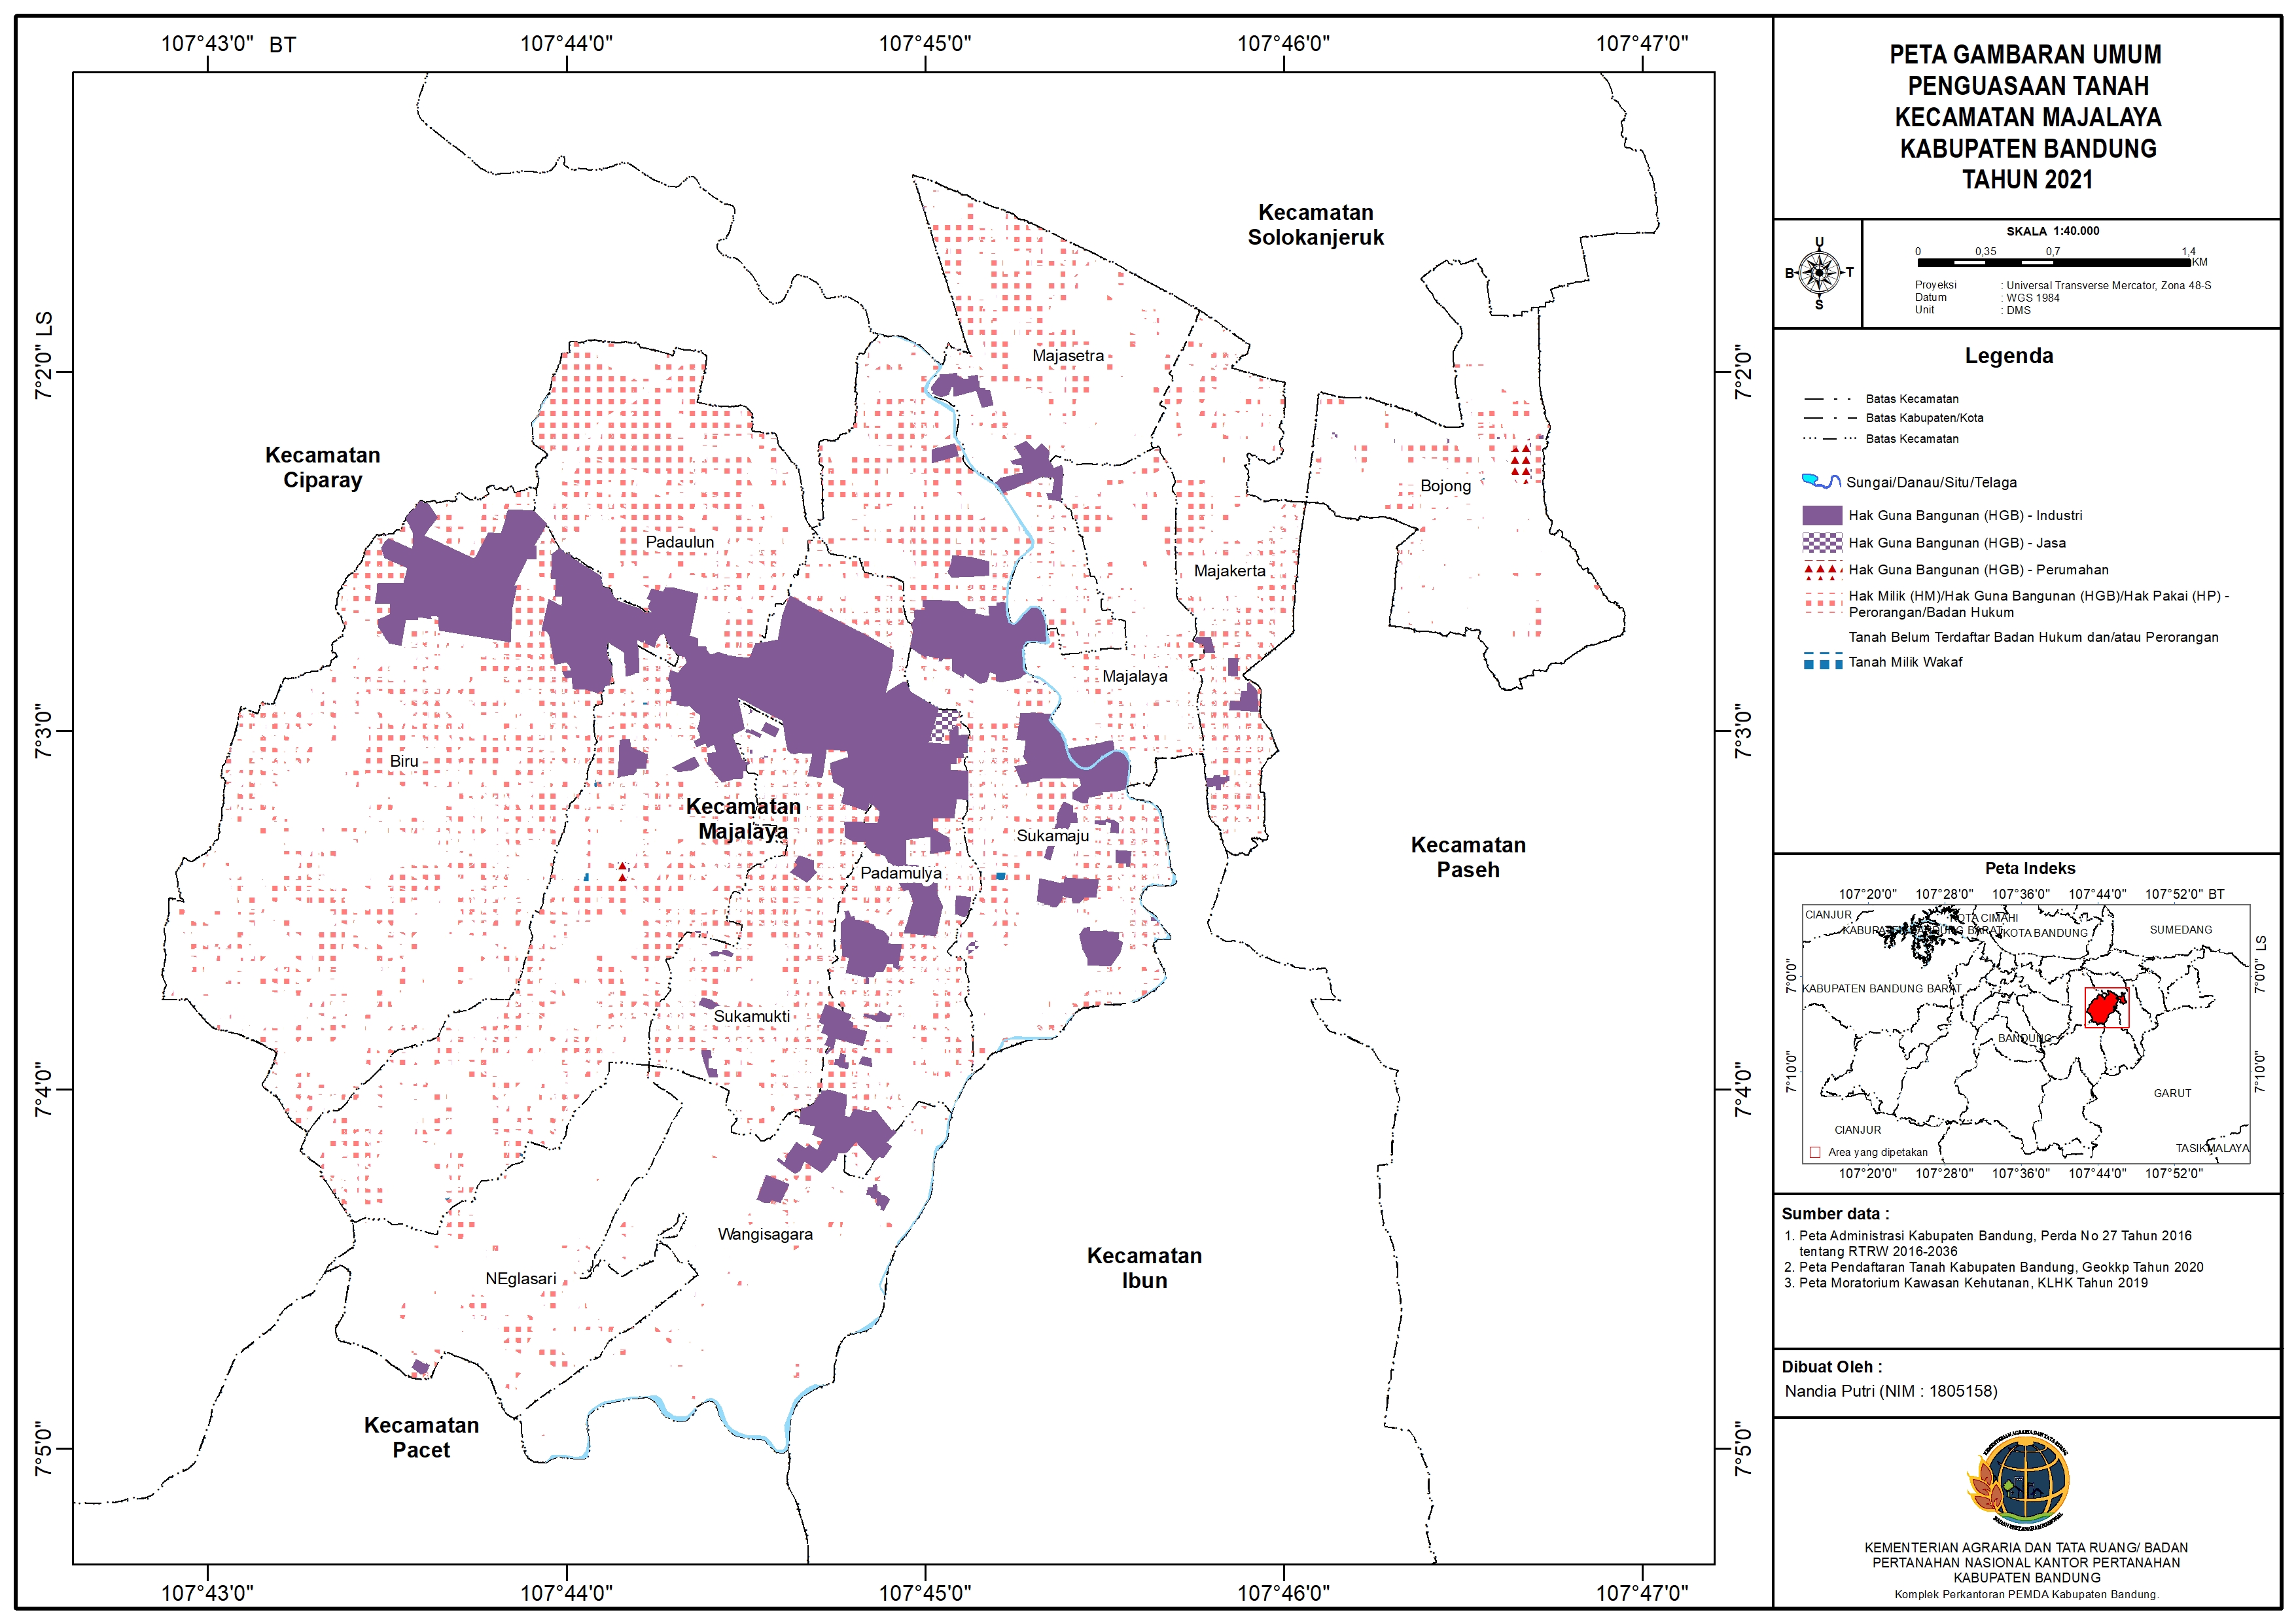 107°43'0" BT
107°44'0"
107°45'0"
107°46'0"
107°47'0"
7°2'0" LS
7°3'0"
7°4'0"
7°5'0"
7°2'0"
7°3'0"
7°4'0"
7°5'0"
107°43'0"
107°44'0"
107°45'0"
107°46'0"
107°47'0"
Kecamatan
Solokanjeruk
Majasetra
Kecamatan
Ciparay
Bojong
Padaulun
Majakerta
Majalaya
Biru
Kecamatan
Majalaya
Sukamaju
Kecamatan
Paseh
Padamulya
Sukamukti
Wangisagara
Kecamatan
Ibun
NEglasari
Kecamatan
Pacet
PETA GAMBARAN UMUM
PENGUASAAN TANAH
KECAMATAN MAJALAYA
KABUPATEN BANDUNG
TAHUN 2021
U
B
T
S
SKALA 1:40.000
0 0,35 0,7 1,4
KM
Proyeksi : Universal Transverse Mercator, Zona 48-S
Datum : WGS 1984
Unit : DMS
Legenda
Batas Kecamatan
Batas Kabupaten/Kota
Batas Kecamatan
Sungai/Danau/Situ/Telaga
Hak Guna Bangunan (HGB) - Industri
Hak Guna Bangunan (HGB) - Jasa
Hak Guna Bangunan (HGB) - Perumahan
Hak Milik (HM)/Hak Guna Bangunan (HGB)/Hak Pakai (HP) -
Perorangan/Badan Hukum
Tanah Belum Terdaftar Badan Hukum dan/atau Perorangan
Tanah Milik Wakaf
Peta Indeks
107°20'0" 107°28'0" 107°36'0" 107°44'0" 107°52'0" BT
CIANJUR
KOTA CIMAHI
KABUPATEN BANDUNG BARAT
KOTA BANDUNG
SUMEDANG
KABUPATEN BANDUNG BARAT
BANDUNG
GARUT
CIANJUR
TASIKMALAYA
Area yang dipetakan
7°0'0"
7°10'0"
7°0'0" LS
7°10'0"
107°20'0" 107°28'0" 107°36'0" 107°44'0" 107°52'0"
Sumber data :
1. Peta Administrasi Kabupaten Bandung, Perda No 27 Tahun 2016
tentang RTRW 2016-2036
2. Peta Pendaftaran Tanah Kabupaten Bandung, Geokkp Tahun 2020
3. Peta Moratorium Kawasan Kehutanan, KLHK Tahun 2019
Dibuat Oleh :
Nandia Putri (NIM : 1805158)
KEMENTERIAN AGRARIA DAN TATA RUANG
BADAN PERTANAHAN NASIONAL
KEMENTERIAN AGRARIA DAN TATA RUANG/ BADAN
PERTANAHAN NASIONAL KANTOR PERTANAHAN
KABUPATEN BANDUNG
Komplek Perkantoran PEMDA Kabupaten Bandung.